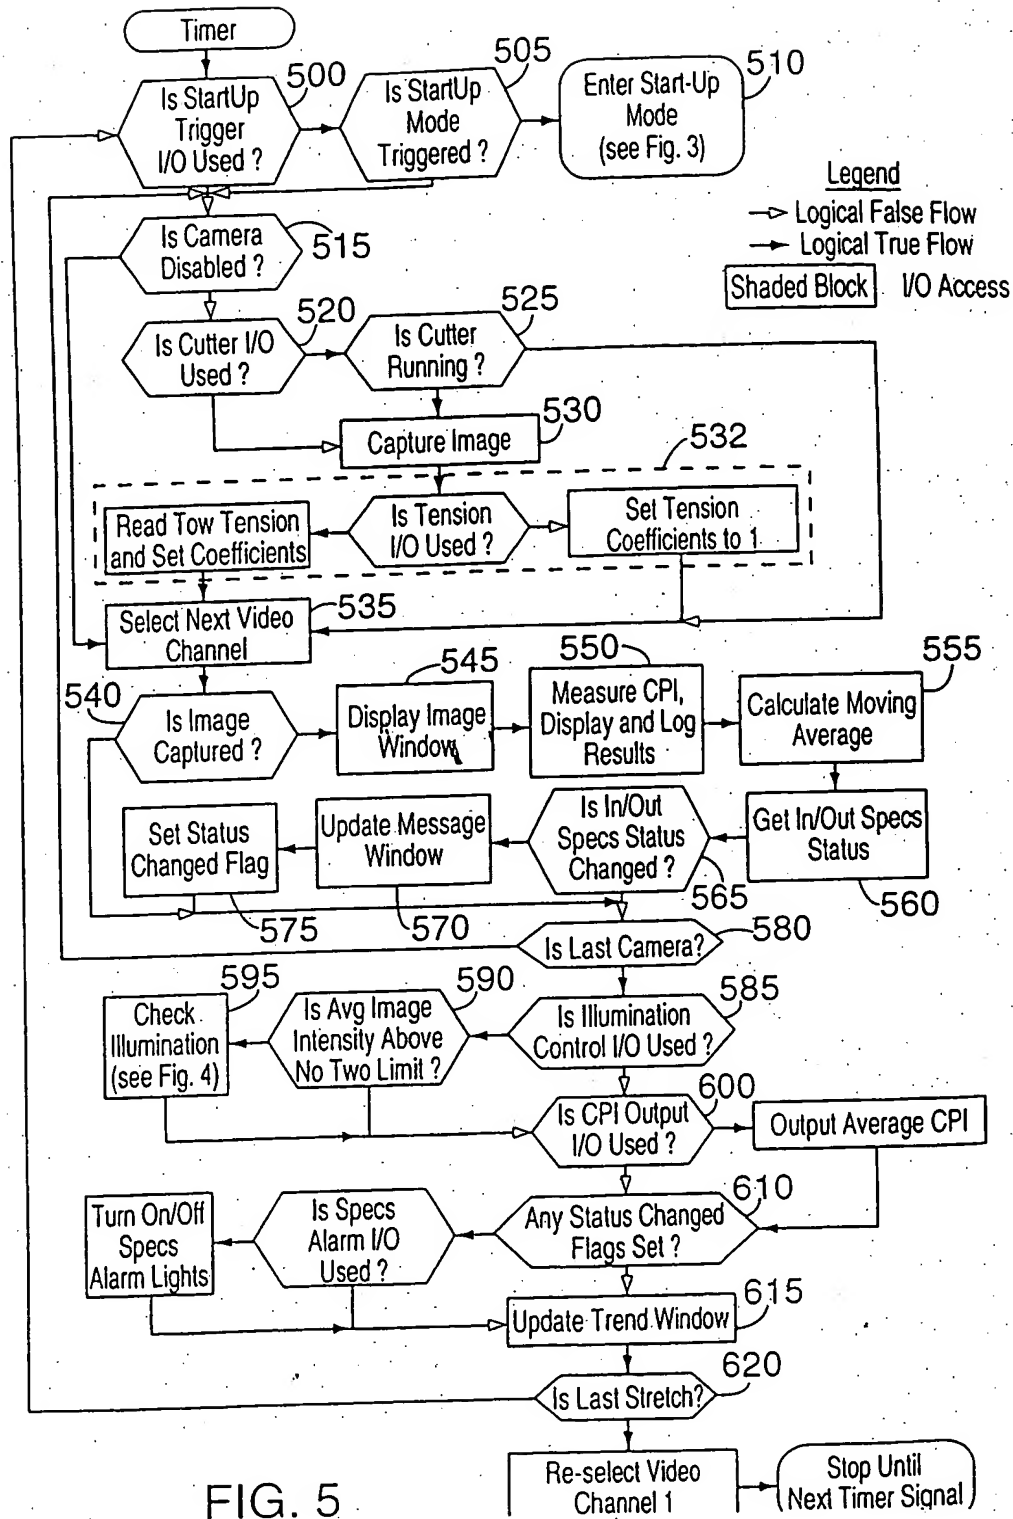 Timer
500
505
510
Is StartUp
Trigger
I/O Used ?
Is StartUp
Mode
Triggered ?
Enter Start-Up
Mode
(see Fig. 3)
Legend
Logical False Flow
Logical True Flow
Shaded Block
I/O Access
Is Camera
Disabled ?
515
520
525
Is Cutter I/O
Used ?
Is Cutter
Running ?
530
Capture Image
532
Read Tow Tension
and Set Coefficients
Is Tension
I/O Used ?
Set Tension
Coefficients to 1
535
Select Next Video
Channel
540
545
550
555
Is Image
Captured ?
Display Image
Window
Measure CPI,
Display and Log
Results
Calculate Moving
Average
Set Status
Changed Flag
Update Message
Window
Is In/Out
Specs Status
Changed ?
Get In/Out Specs
Status
575
570
565
560
Is Last Camera?
580
595
590
585
Check
Illumination
(see Fig. 4)
Is Avg Image
Intensity Above
No Two Limit ?
Is Illumination
Control I/O Used ?
600
Is CPI Output
I/O Used ?
Output Average CPI
610
Turn On/Off
Specs
Alarm Lights
Is Specs
Alarm I/O
Used ?
Any Status Changed
Flags Set ?
615
Update Trend Window
620
Is Last Stretch?
Re-select Video
Channel 1
Stop Until
Next Timer Signal
FIG. 5